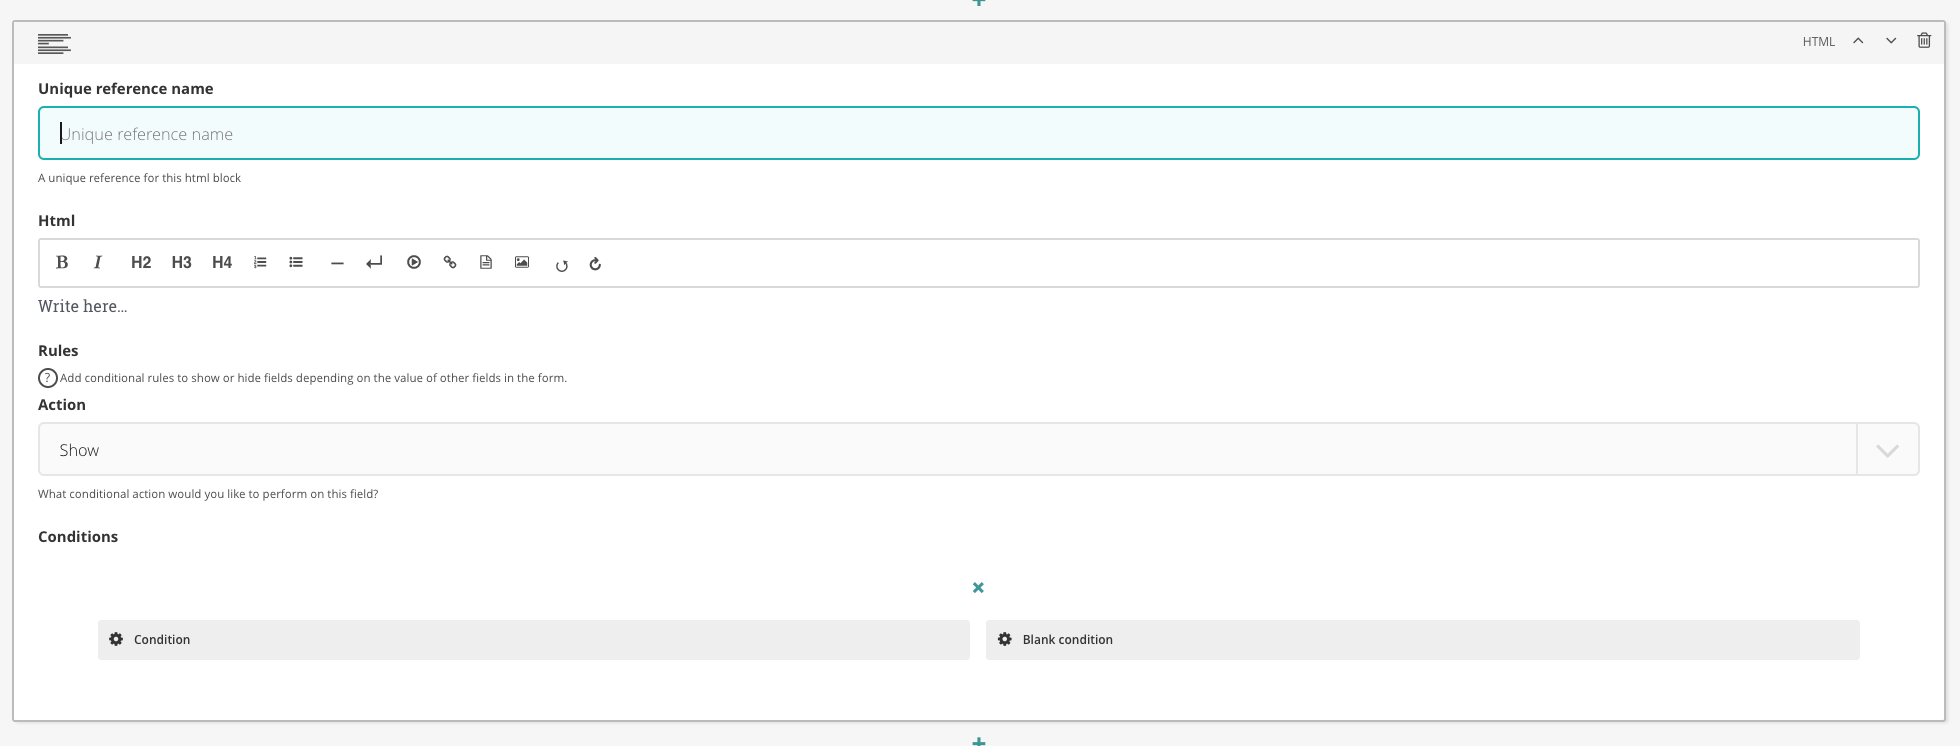 HTML
Unique reference name
Unique reference name
A unique reference for this html block
Html
B I H2 H3 H4
Write here...
Rules
? Add conditional rules to show or hide fields depending on the value of other fields in the form.
Action
Show
What conditional action would you like to perform on this field?
Conditions
Condition Blank condition